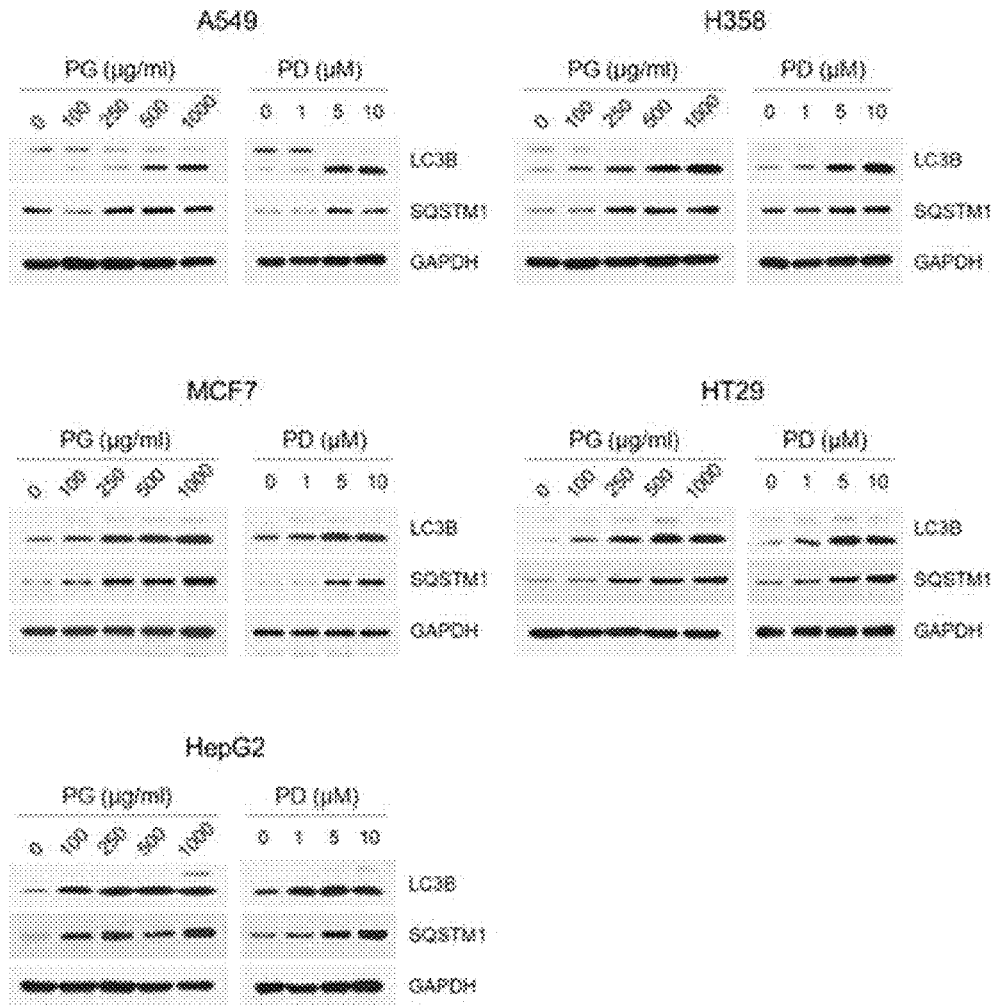 A549
PG (µg/ml)
PD (µM)
0 100 250 500 1000
0 1 5 10
LC3B
SQSTM1
GAPDH
H358
PG (µg/ml)
PD (µM)
0 100 250 500 1000
0 1 5 10
LC3B
SQSTM1
GAPDH
MCF7
PG (µg/ml)
PD (µM)
0 100 250 500 1000
0 1 5 10
LC3B
SQSTM1
GAPDH
HT29
PG (µg/ml)
PD (µM)
0 100 250 500 1000
0 1 5 10
LC3B
SQSTM1
GAPDH
HepG2
PG (µg/ml)
PD (µM)
0 100 250 500 1000
0 1 5 10
LC3B
SQSTM1
GAPDH